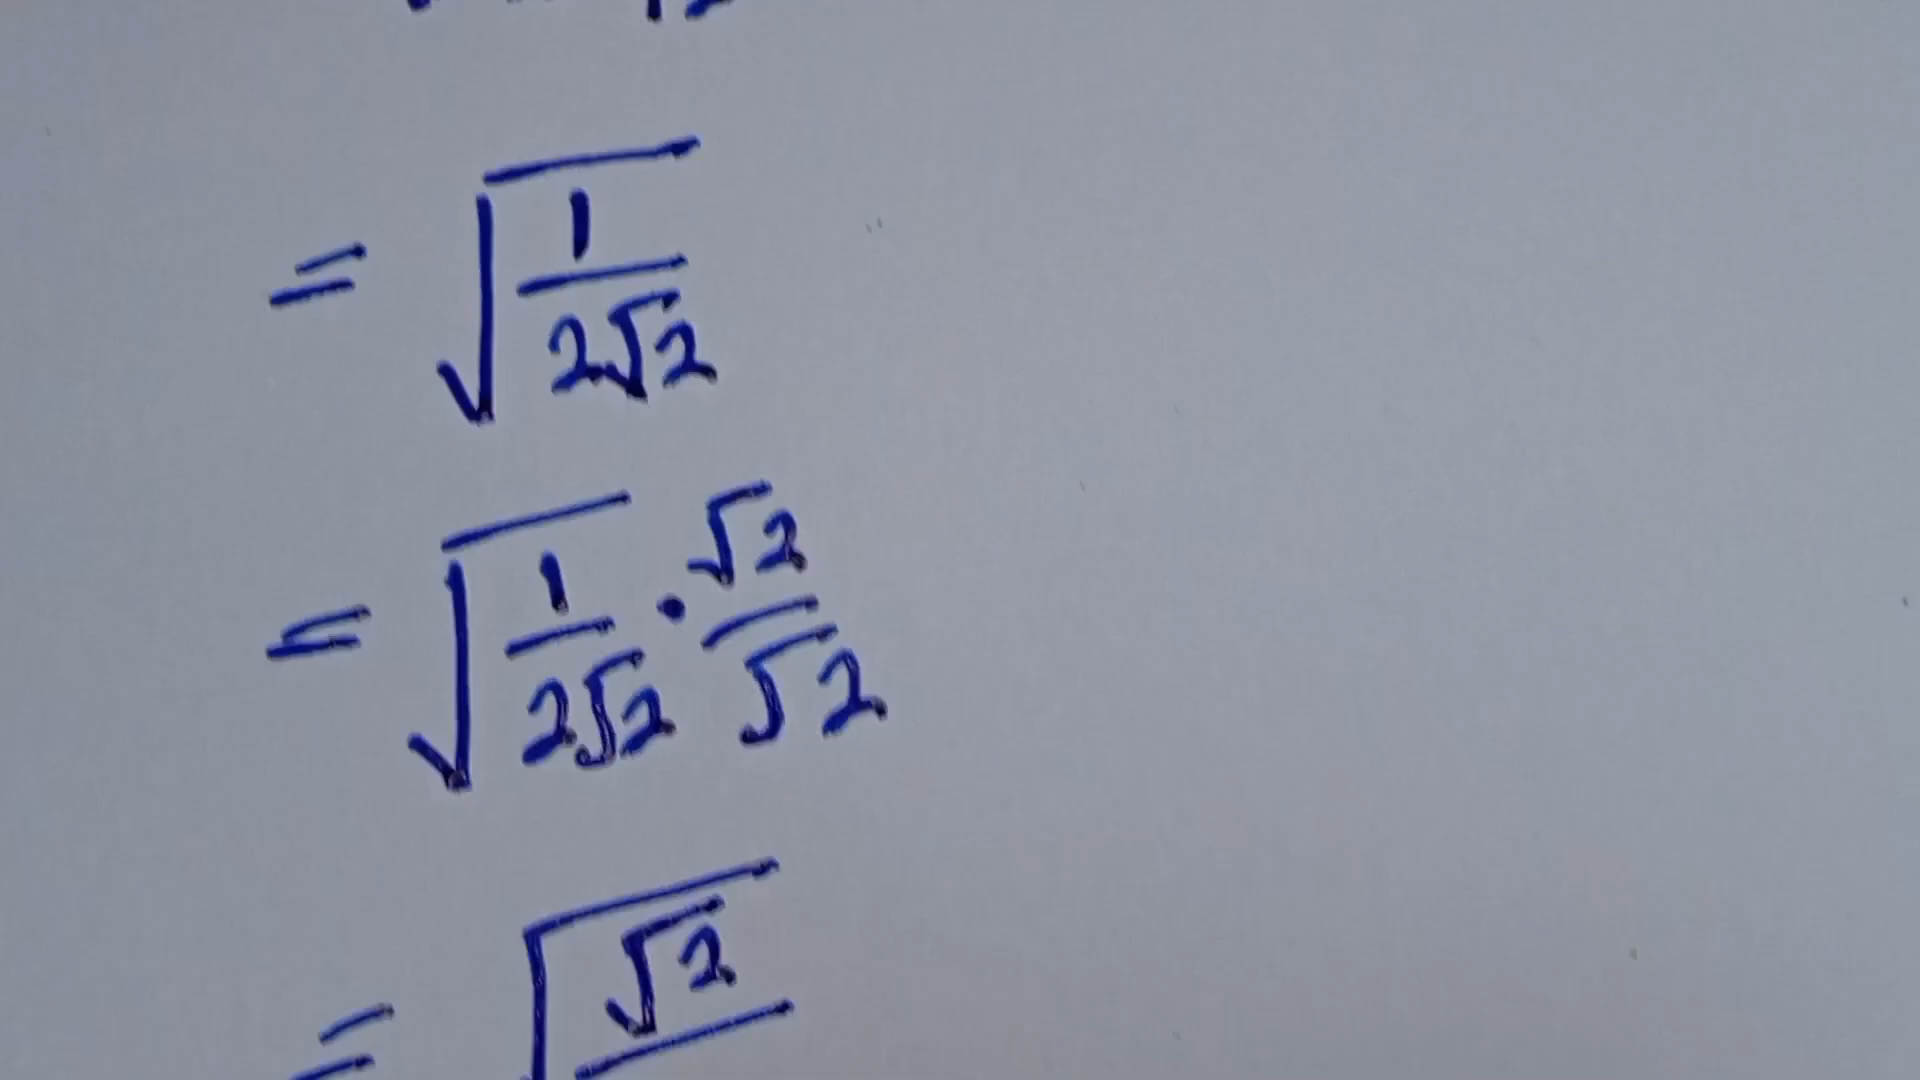 = √(1/(2√2))
= √(1/(2√2)) · √2/√2
= √(√2/